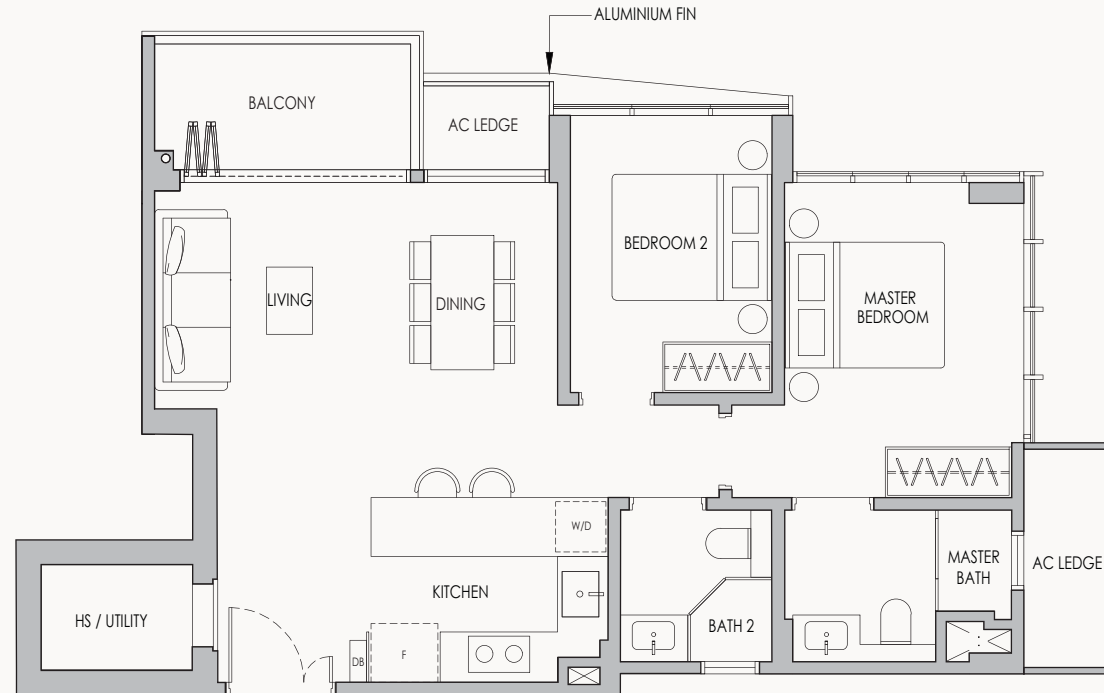 ALUMINIUM FIN
BALCONY
AC LEDGE
BEDROOM 2
LIVING
DINING
MASTER
BEDROOM
W/D
KITCHEN
MASTER
BATH
AC LEDGE
HS / UTILITY
BATH 2
DB
F